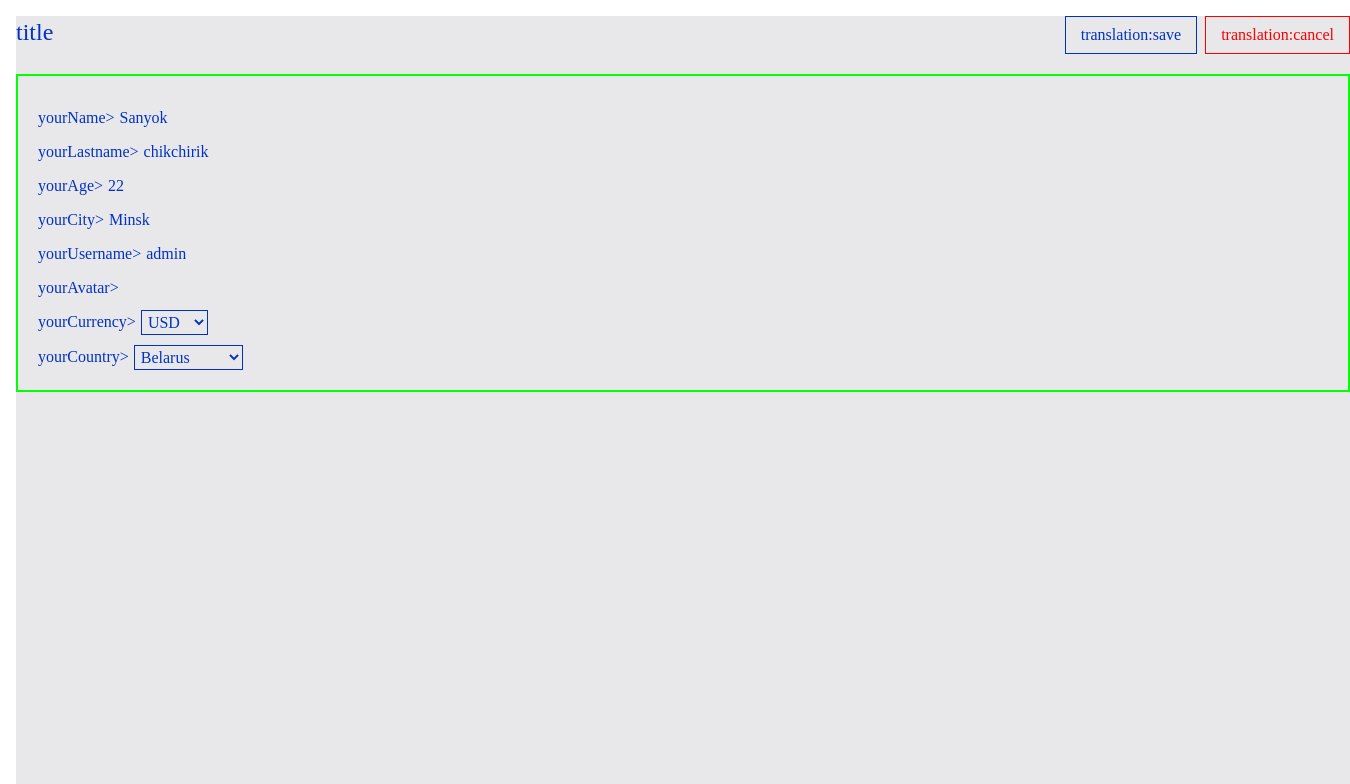 title
translation:save
translation:cancel
yourName> Sanyok
yourLastname> chikchirik
yourAge> 22
yourCity> Minsk
yourUsername> admin
yourAvatar>
yourCurrency> USD
yourCountry> Belarus